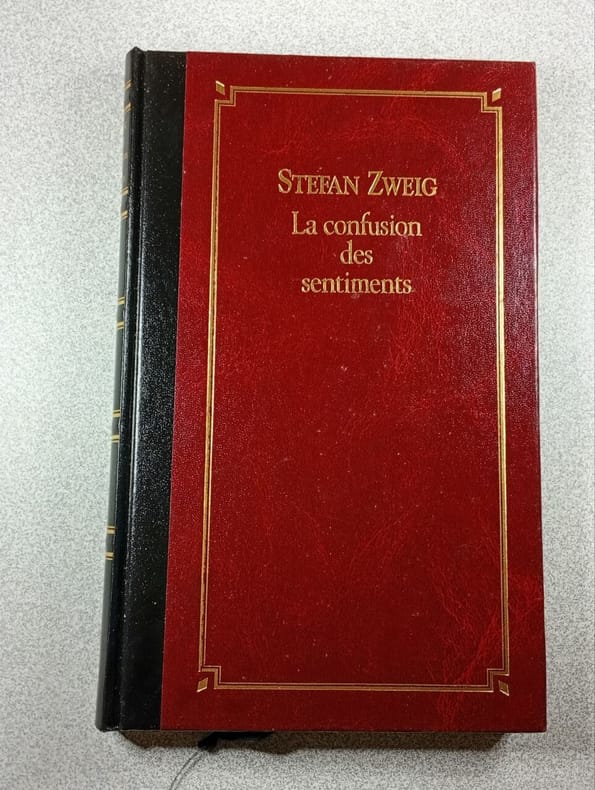 STEFAN ZWEIG
La confusion
des
sentiments